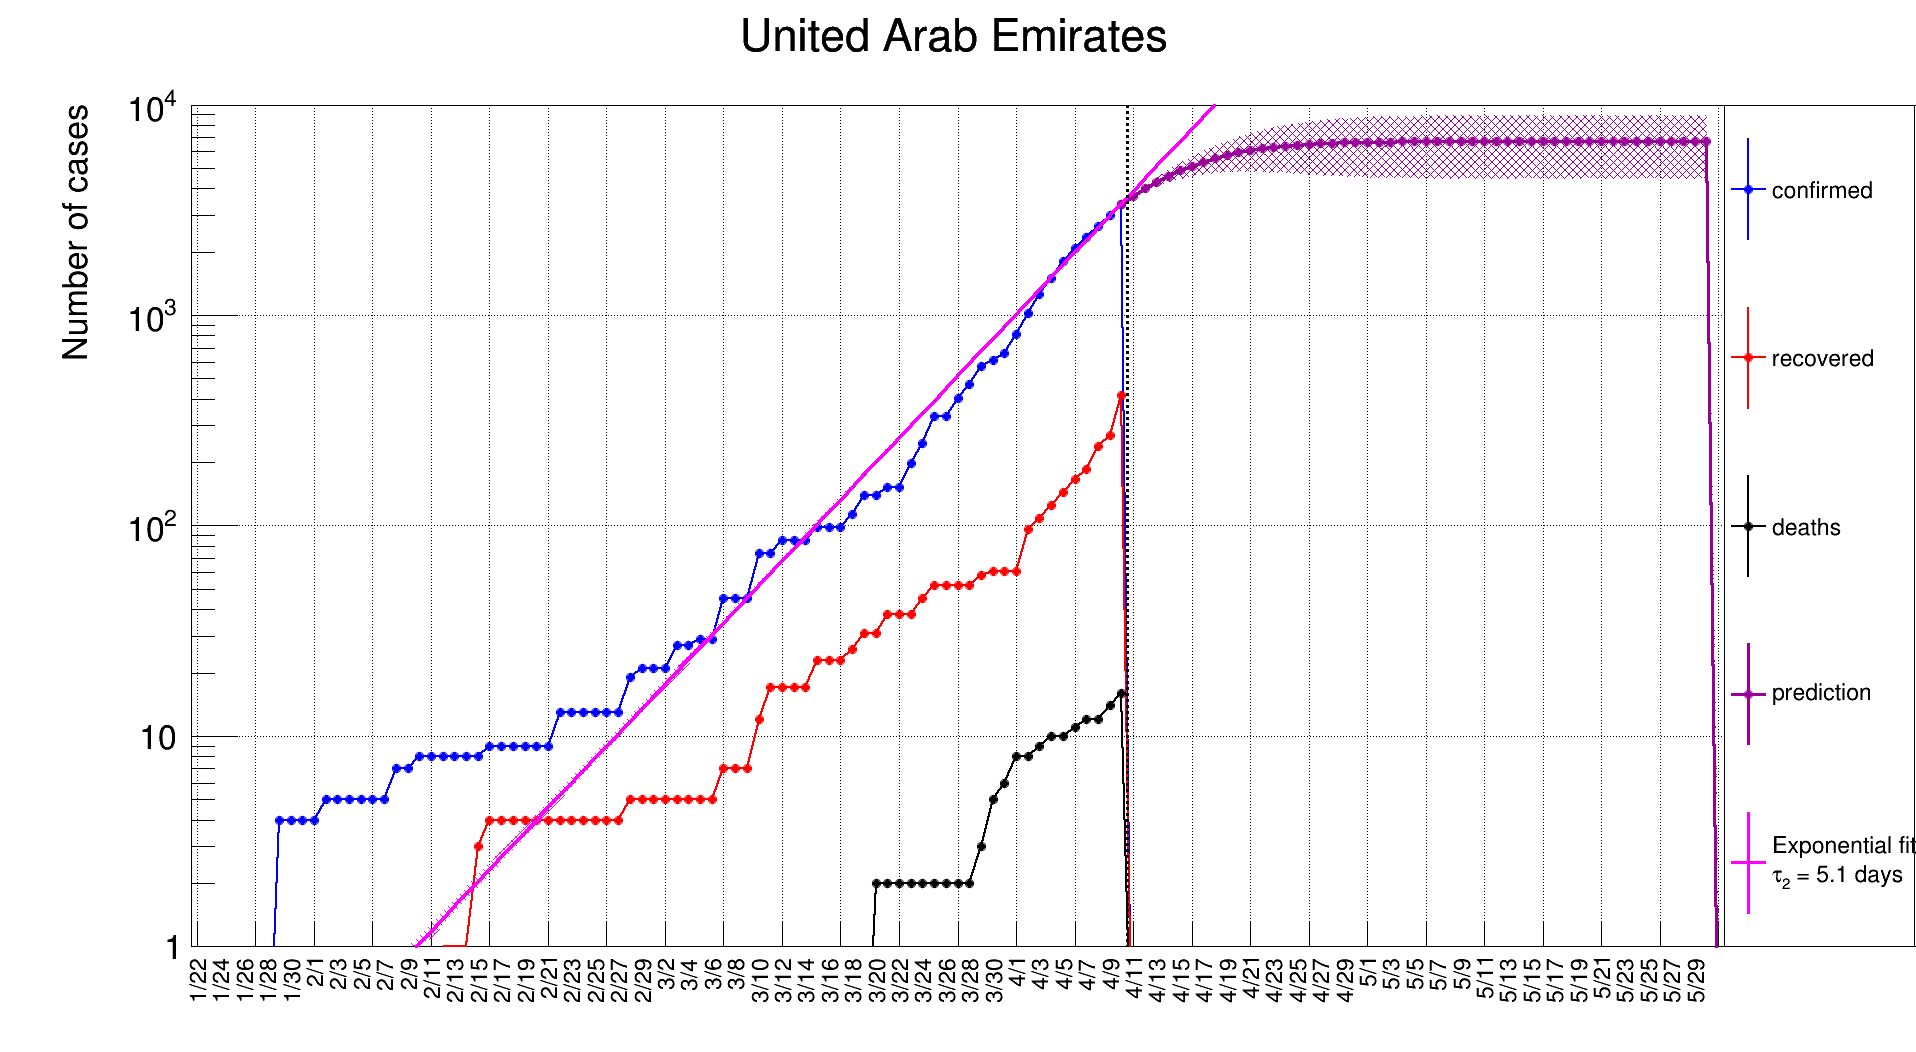 United Arab Emirates
Number of cases
10^4
10^3
10^2
10
1
1/22 1/24 1/26 1/28 1/30 2/1 2/3 2/5 2/7 2/9 2/11 2/13 2/15 2/17 2/19 2/21 2/23 2/25 2/27 2/29 3/2 3/4 3/6 3/8 3/10 3/12 3/14 3/16 3/18 3/20 3/22 3/24 3/26 3/28 3/30 4/1 4/3 4/5 4/7 4/9 4/11 4/13 4/15 4/17 4/19 4/21 4/23 4/25 4/27 4/29 5/1 5/3 5/5 5/7 5/9 5/11 5/13 5/15 5/17 5/19 5/21 5/23 5/25 5/27 5/29
confirmed
recovered
deaths
prediction
Exponential fit
τ₂ = 5.1 days